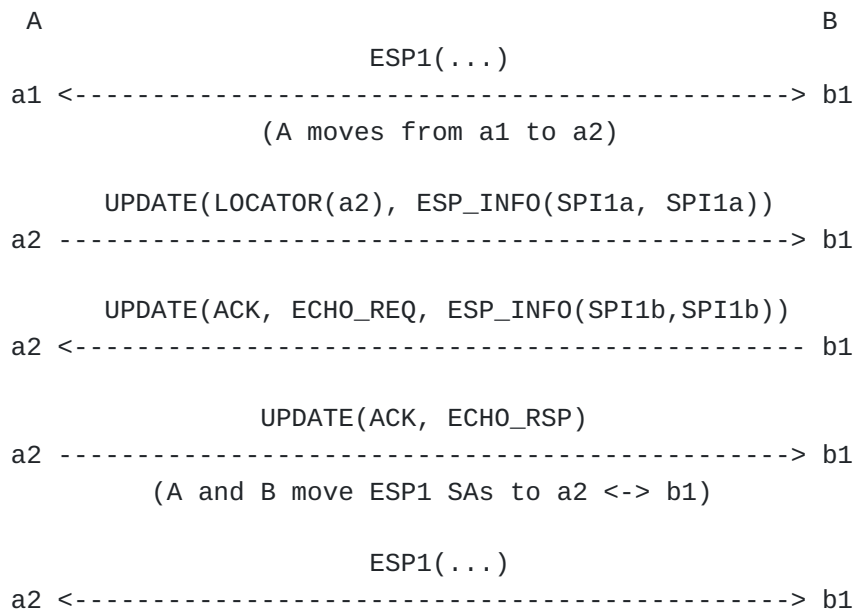 A B
ESP1(...)
a1 <----------------------------------------------> b1
(A moves from a1 to a2)
UPDATE(LOCATOR(a2), ESP_INFO(SPI1a, SPI1a))
a2 -----------------------------------------------> b1
UPDATE(ACK, ECHO_REQ, ESP_INFO(SPI1b,SPI1b))
a2 <----------------------------------------------- b1
UPDATE(ACK, ECHO_RSP)
a2 -----------------------------------------------> b1
(A and B move ESP1 SAs to a2 <-> b1)
ESP1(...)
a2 <----------------------------------------------> b1